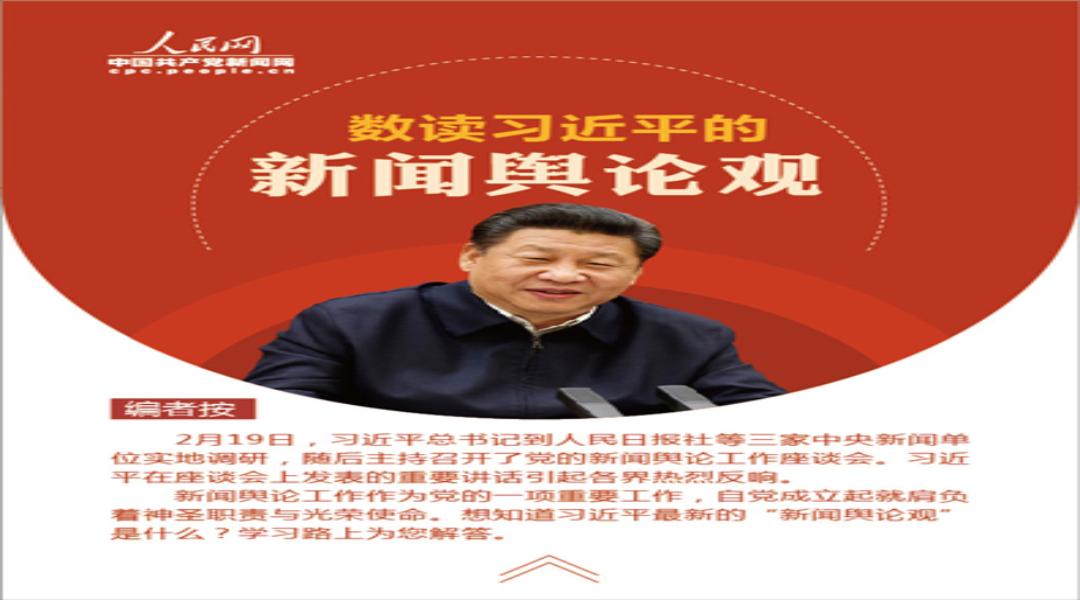 人民网
中国共产党新闻网
cpc.people.com.cn
数读习近平的
新闻舆论观
编者按
2月19日，习近平总书记到人民日报社等三家中央新闻单
位实地调研，随后主持召开了党的新闻舆论工作座谈会。习近
平在座谈会上发表的重要讲话引起各界热烈反响。
新闻舆论工作作为党的一项重要工作，自党成立起就肩负
着神圣职责与光荣使命。想知道习近平最新的“新闻舆论观”
是什么？学习路上为您解答。